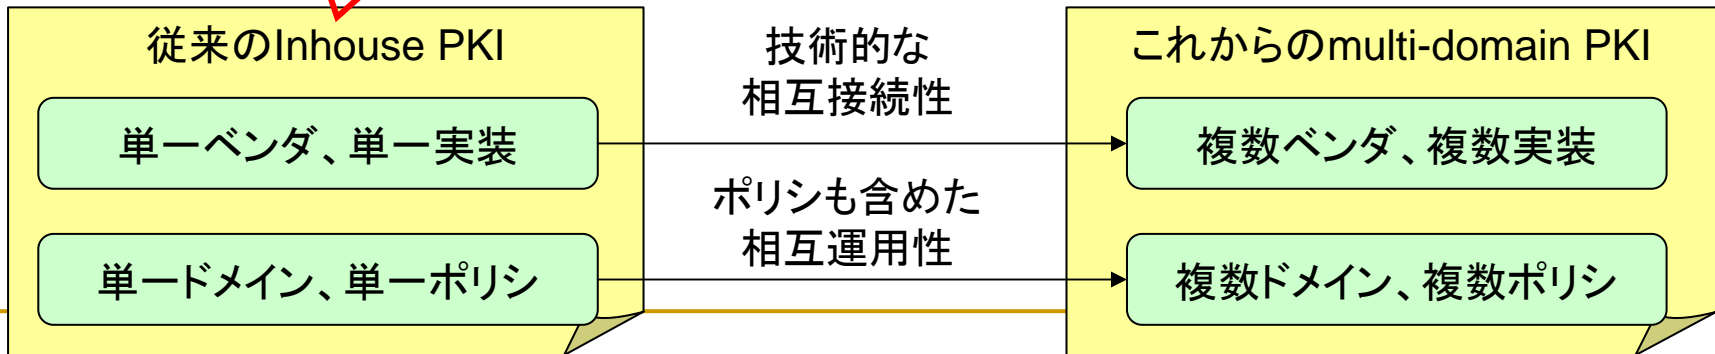 従来のInhouse PKI
単一ベンダ、単一実装
単一ドメイン、単一ポリシ
技術的な
相互接続性
ポリシも含めた
相互運用性
これからのmulti-domain PKI
複数ベンダ、複数実装
複数ドメイン、複数ポリシ